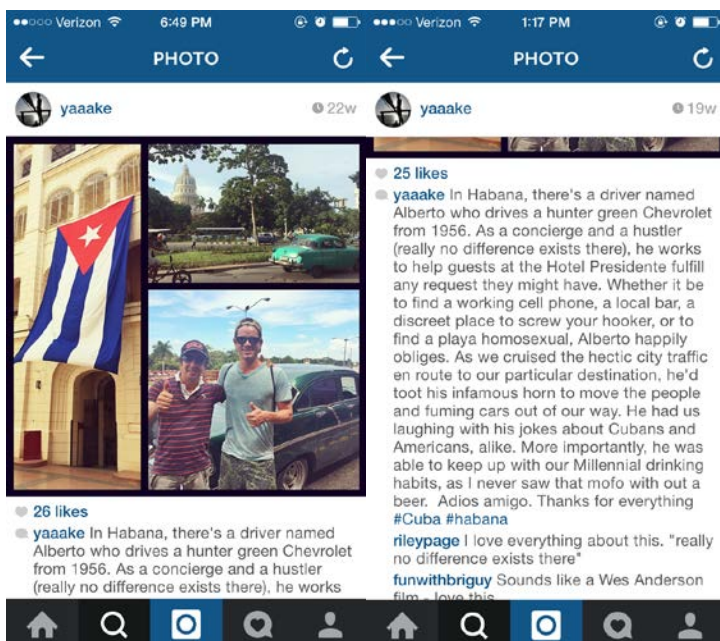 Verizon 6:49 PM
PHOTO
yaaake 22w
26 likes
yaaake In Habana, there's a driver named
Alberto who drives a hunter green Chevrolet
from 1956. As a concierge and a hustler
(really no difference exists there), he works
Verizon 1:17 PM
PHOTO
yaaake 19w
25 likes
yaaake In Habana, there's a driver named
Alberto who drives a hunter green Chevrolet
from 1956. As a concierge and a hustler
(really no difference exists there), he works
to help guests at the Hotel Presidente fulfill
any request they might have. Whether it be
to find a working cell phone, a local bar, a
discreet place to screw your hooker, or to
find a playa homosexual, Alberto happily
obliges. As we cruised the hectic city traffic
en route to our particular destination, he'd
toot his infamous horn to move the people
and fuming cars out of our way. He had us
laughing with his jokes about Cubans and
Americans, alike. More importantly, he was
able to keep up with our Millennial drinking
habits, as I never saw that mofo with out a
beer. Adios amigo. Thanks for everything
#Cuba #habana
rileypage I love everything about this. "really
no difference exists there"
funwithbriguy Sounds like a Wes Anderson
film - love this